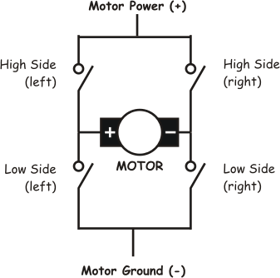 Motor Power (+)
High Side
(left)
High Side
(right)
+
−
MOTOR
Low Side
(left)
Low Side
(right)
Motor Ground (-)